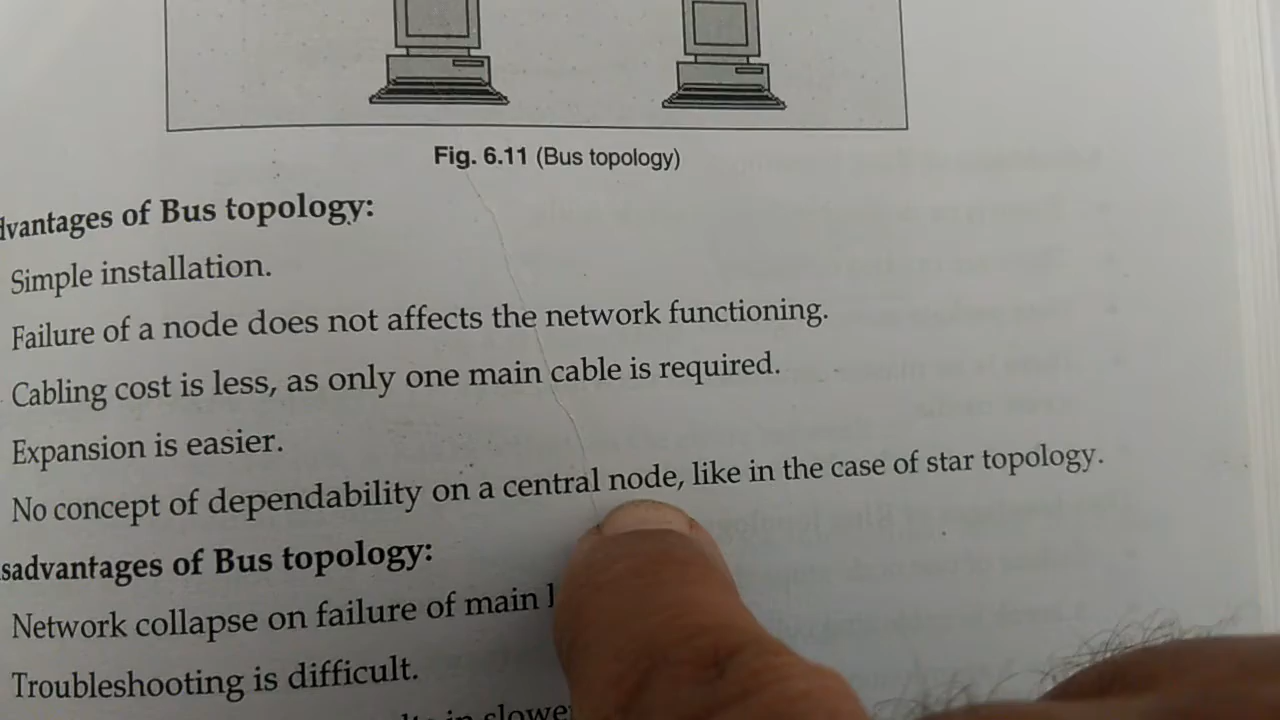 Fig. 6.11 (Bus topology)
dvantages of Bus topology:
Simple installation.
Failure of a node does not affects the network functioning.
Cabling cost is less, as only one main cable is required.
Expansion is easier.
No concept of dependability on a central node, like in the case of star topology.
sadvantages of Bus topology:
Network collapse on failure of main
Troubleshooting is difficult.
in slowe